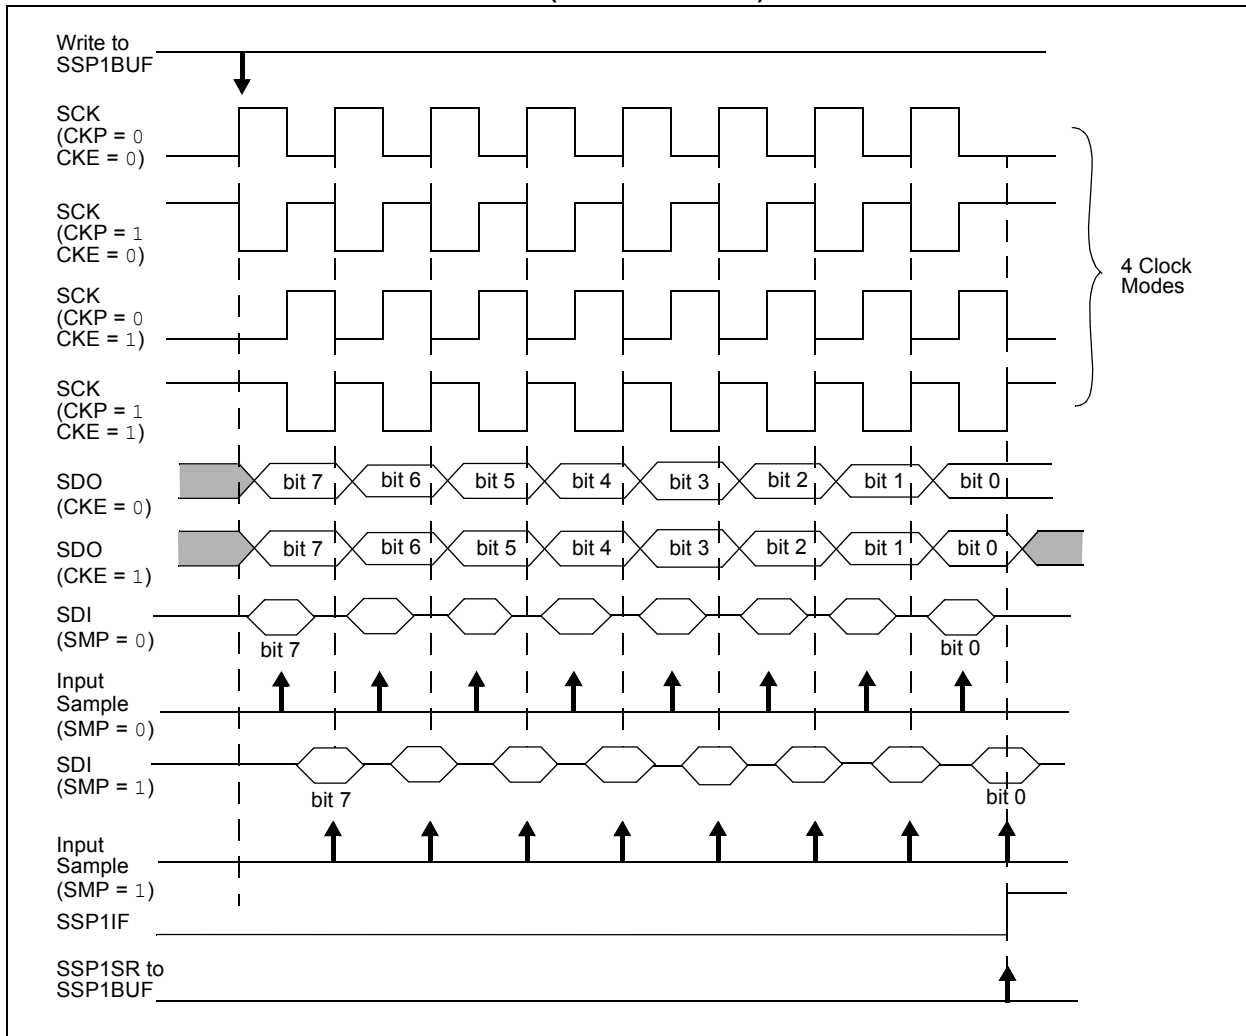 Write to
SSP1BUF
SCK
(CKP = 0
CKE = 0)
SCK
(CKP = 1
CKE = 0)
4 Clock
Modes
SCK
(CKP = 0
CKE = 1)
SCK
(CKP = 1
CKE = 1)
SDO
(CKE = 0)
bit 7 bit 6 bit 5 bit 4 bit 3 bit 2 bit 1 bit 0
SDO
(CKE = 1)
bit 7 bit 6 bit 5 bit 4 bit 3 bit 2 bit 1 bit 0
SDI
(SMP = 0)
bit 7 bit 0
Input
Sample
(SMP = 0)
SDI
(SMP = 1)
bit 7 bit 0
Input
Sample
(SMP = 1)
SSP1IF
SSP1SR to
SSP1BUF